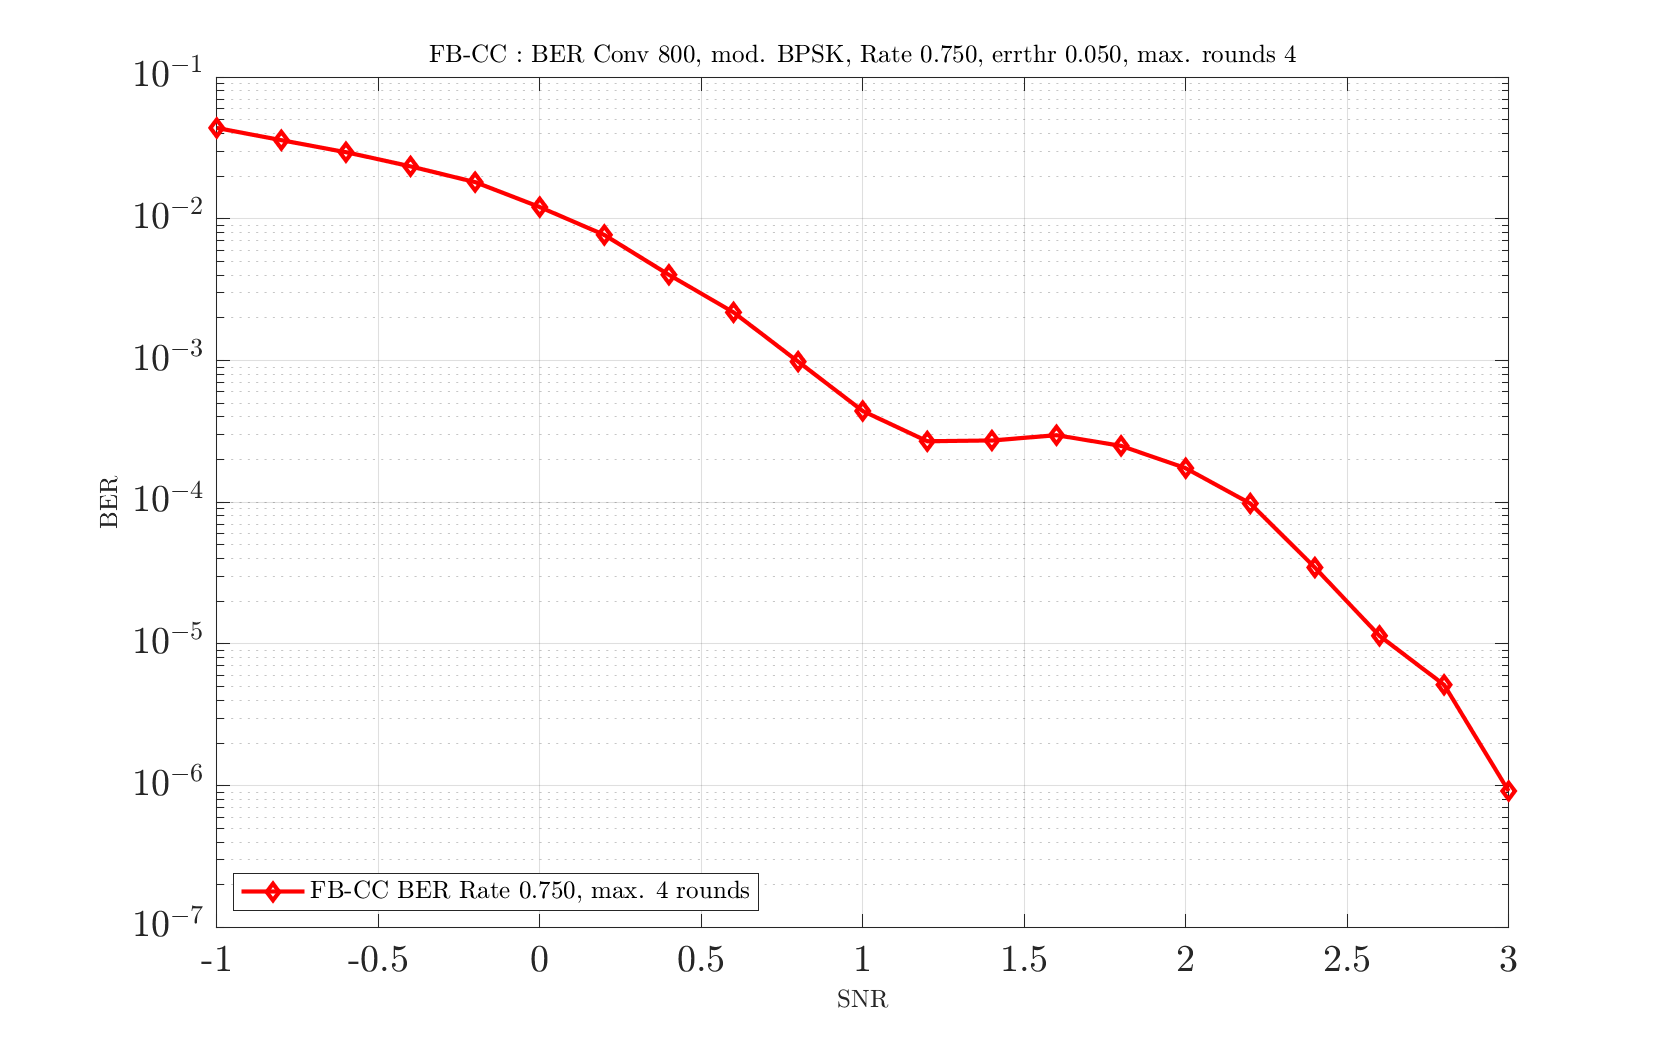 FB-CC : BER Conv 800, mod. BPSK, Rate 0.750, errthr 0.050, max. rounds 4
10^−1
10^−2
10^−3
10^−4
10^−5
10^−6
10^−7
BER
FB-CC BER Rate 0.750, max. 4 rounds
-1 -0.5 0 0.5 1 1.5 2 2.5 3
SNR